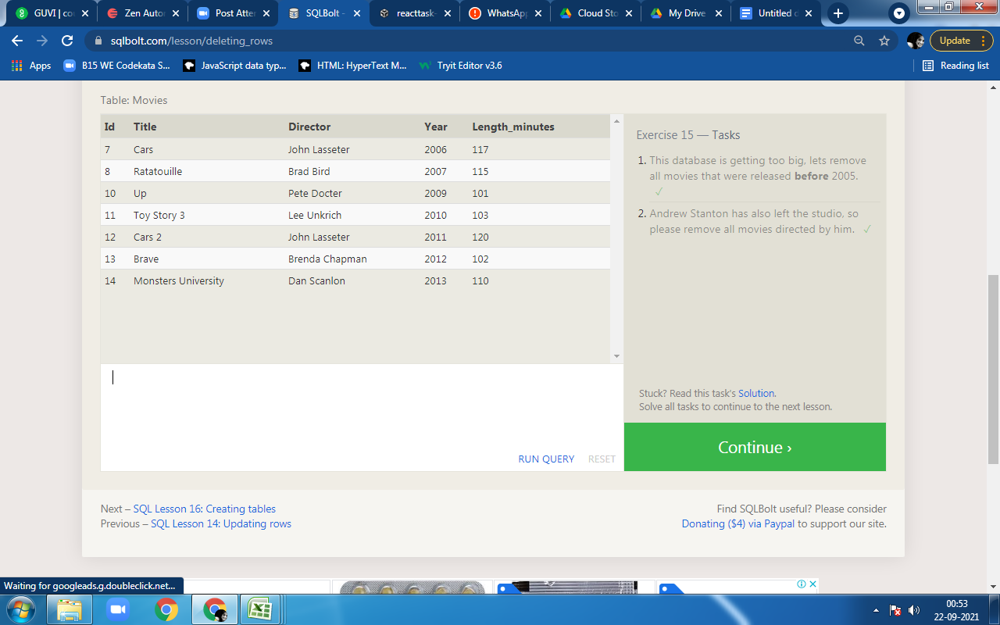 GUVI | co
Zen Autor
Post Atter
SQLBolt -
reacttask-
WhatsApp
Cloud Sto
My Drive
Untitled d
sqlbolt.com/lesson/deleting_rows
Update
Apps
B15 WE Codekata S...
JavaScript data typ...
HTML: HyperText M...
Tryit Editor v3.6
Reading list
Table: Movies
Id Title Director Year Length_minutes
7 Cars John Lasseter 2006 117
8 Ratatouille Brad Bird 2007 115
10 Up Pete Docter 2009 101
11 Toy Story 3 Lee Unkrich 2010 103
12 Cars 2 John Lasseter 2011 120
13 Brave Brenda Chapman 2012 102
14 Monsters University Dan Scanlon 2013 110
RUN QUERY RESET
Exercise 15 — Tasks
1. This database is getting too big, lets remove
all movies that were released before 2005.
✓
2. Andrew Stanton has also left the studio, so
please remove all movies directed by him. ✓
Stuck? Read this task's Solution.
Solve all tasks to continue to the next lesson.
Continue ›
Next – SQL Lesson 16: Creating tables
Previous – SQL Lesson 14: Updating rows
Find SQLBolt useful? Please consider
Donating ($4) via Paypal to support our site.
Waiting for googleads.g.doubleclick.net...
00:53
22-09-2021